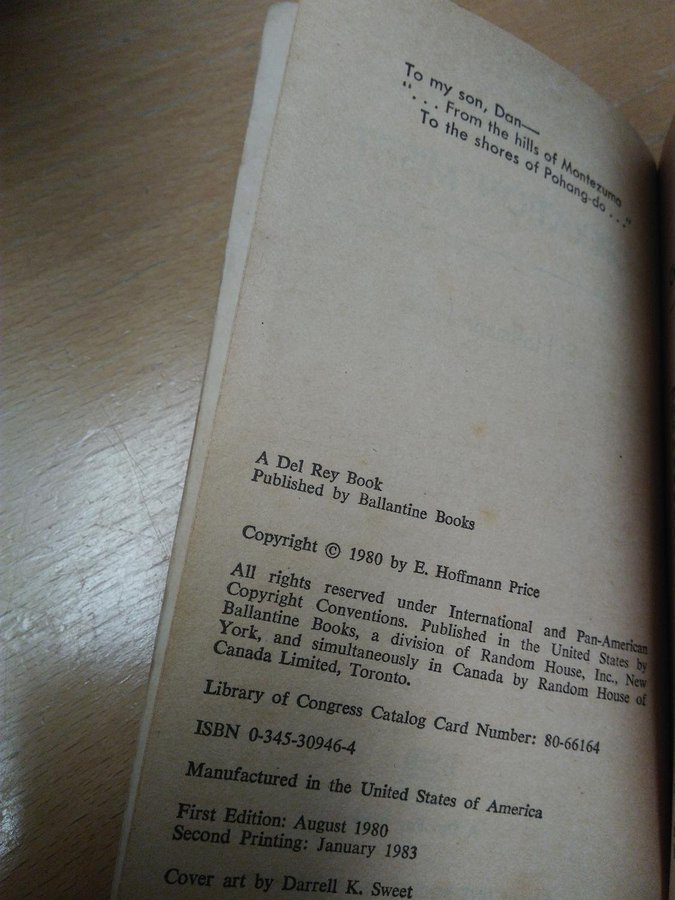 To my son, Dan—
". . . From the hills of Montezuma
To the shores of Pohang-do . . ."
A Del Rey Book
Published by Ballantine Books
Copyright © 1980 by E. Hoffmann Price
All rights reserved under International and Pan-American
Copyright Conventions. Published in the United States by
Ballantine Books, a division of Random House, Inc., New
York, and simultaneously in Canada by Random House of
Canada Limited, Toronto.
Library of Congress Catalog Card Number: 80-66164
ISBN 0-345-30946-4
Manufactured in the United States of America
First Edition: August 1980
Second Printing: January 1983
Cover art by Darrell K. Sweet